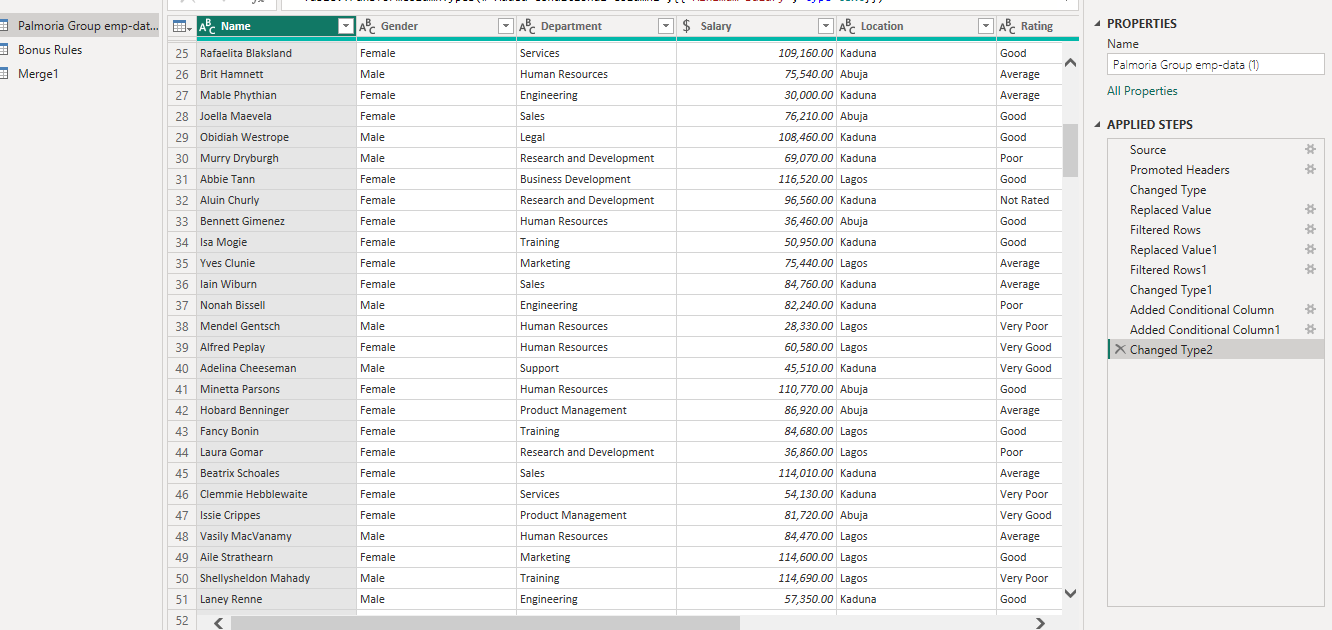 Palmoria Group emp-dat...
Bonus Rules
Merge1
Name Gender Department $ Salary Location Rating
25 Rafaelita Blaksland Female Services 109,160.00 Kaduna Good
26 Brit Hamnett Male Human Resources 75,540.00 Abuja Average
27 Mable Phythian Female Engineering 30,000.00 Kaduna Average
28 Joella Maevela Female Sales 76,210.00 Abuja Good
29 Obidiah Westrope Male Legal 108,460.00 Kaduna Good
30 Murry Dryburgh Male Research and Development 69,070.00 Kaduna Poor
31 Abbie Tann Female Business Development 116,520.00 Lagos Good
32 Aluin Churly Female Research and Development 96,560.00 Kaduna Not Rated
33 Bennett Gimenez Female Human Resources 36,460.00 Abuja Good
34 Isa Mogie Female Training 50,950.00 Kaduna Good
35 Yves Clunie Female Marketing 75,440.00 Lagos Average
36 Iain Wiburn Female Sales 84,760.00 Kaduna Average
37 Nonah Bissell Male Engineering 82,240.00 Kaduna Poor
38 Mendel Gentsch Male Human Resources 28,330.00 Lagos Very Poor
39 Alfred Peplay Female Human Resources 60,580.00 Lagos Very Good
40 Adelina Cheeseman Male Support 45,510.00 Kaduna Very Good
41 Minetta Parsons Female Human Resources 110,770.00 Abuja Good
42 Hobard Benninger Female Product Management 86,920.00 Abuja Average
43 Fancy Bonin Female Training 84,680.00 Lagos Good
44 Laura Gomar Female Research and Development 36,860.00 Lagos Poor
45 Beatrix Schoales Female Sales 114,010.00 Kaduna Average
46 Clemmie Hebblewaite Female Services 54,130.00 Kaduna Very Poor
47 Issie Crippes Female Product Management 81,720.00 Abuja Very Good
48 Vasily MacVanamy Male Human Resources 84,470.00 Lagos Average
49 Aile Strathearn Female Marketing 114,600.00 Lagos Good
50 Shellysheldon Mahady Male Training 114,690.00 Lagos Very Poor
51 Laney Renne Male Engineering 57,350.00 Kaduna Good
52
PROPERTIES
Name
Palmoria Group emp-data (1)
All Properties
APPLIED STEPS
Source
Promoted Headers
Changed Type
Replaced Value
Filtered Rows
Replaced Value1
Filtered Rows1
Changed Type1
Added Conditional Column
Added Conditional Column1
Changed Type2